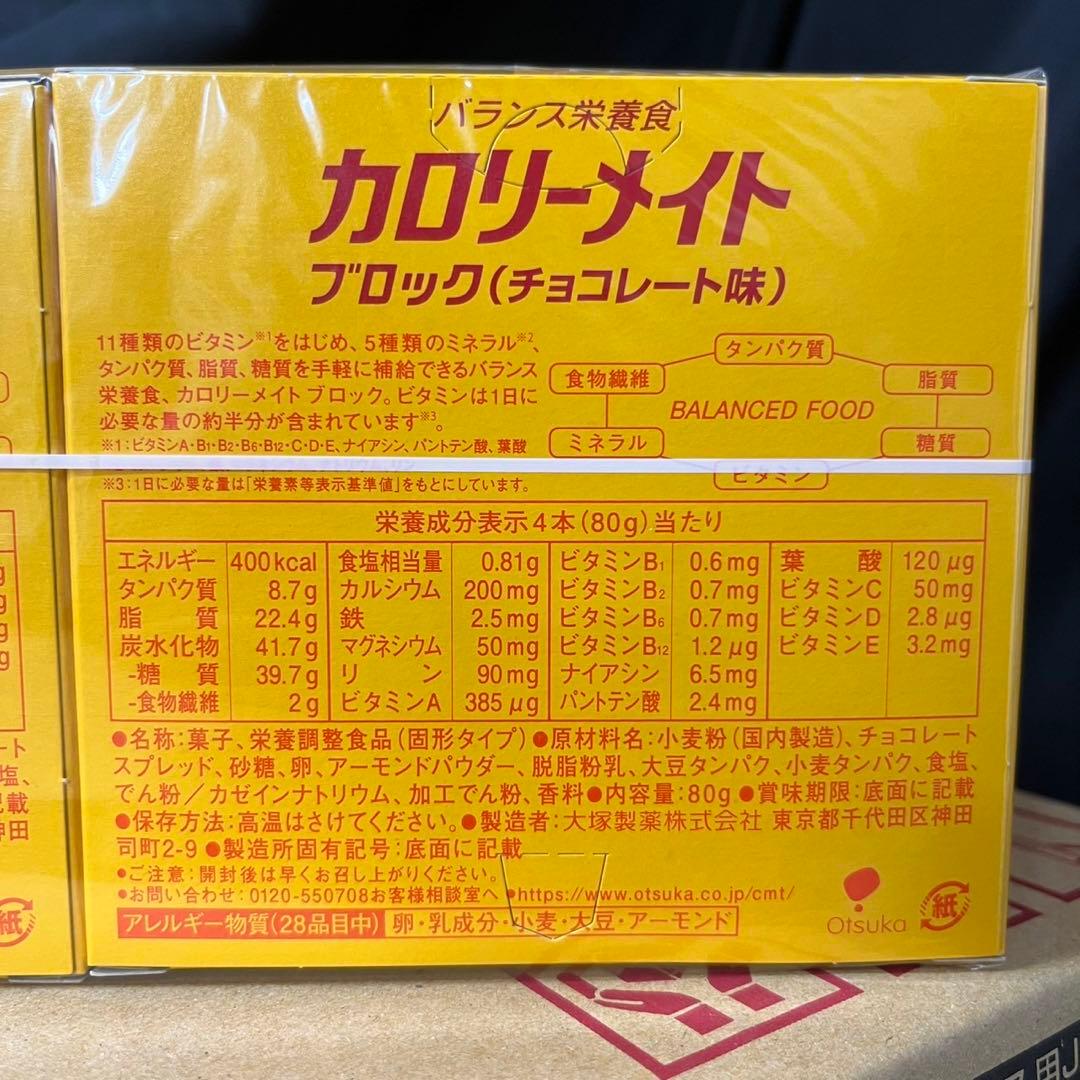 バランス栄養食
カロリーメイト
ブロック(チョコレート味)
11種類のビタミン※1をはじめ、5種類のミネラル※2、
タンパク質、脂質、糖質を手軽に補給できるバランス
栄養食、カロリーメイト ブロック。ビタミンは1日に
必要な量の約半分が含まれています※3。
※1:ビタミンA・B1・B2・B6・B12・C・D・E、ナイアシン、パントテン酸、葉酸
※3:1日に必要な量は「栄養素等表示基準値」をもとにしています。
タンパク質
食物繊維
脂質
BALANCED FOOD
ミネラル
糖質
ビタミン
栄養成分表示4本(80g)当たり
エネルギー 400kcal 食塩相当量 0.81g ビタミンB1 0.6mg 葉酸 120μg
タンパク質 8.7g カルシウム 200mg ビタミンB2 0.7mg ビタミンC 50mg
脂質 22.4g 鉄 2.5mg ビタミンB6 0.7mg ビタミンD 2.8μg
炭水化物 41.7g マグネシウム 50mg ビタミンB12 1.2μg ビタミンE 3.2mg
-糖質 39.7g リン 90mg ナイアシン 6.5mg
-食物繊維 2g ビタミンA 385μg パントテン酸 2.4mg
●名称:菓子、栄養調整食品(固形タイプ)●原材料名:小麦粉(国内製造)、チョコレート
スプレッド、砂糖、卵、アーモンドパウダー、脱脂粉乳、大豆タンパク、小麦タンパク、食塩、
でん粉/カゼインナトリウム、加工でん粉、香料●内容量:80g●賞味期限:底面に記載
●保存方法:高温はさけてください。●製造者:大塚製薬株式会社 東京都千代田区神田
司町2-9 ●製造所固有記号:底面に記載
●ご注意:開封後は早くお召し上がりください。
●お問い合わせ:0120-550708お客様相談室へ ●https://www.otsuka.co.jp/cmt/
アレルギー物質(28品目中) 卵・乳成分・小麦・大豆・アーモンド
Otsuka
紙
ート
塩、
載
神田
紙
g
g
g
g
用J